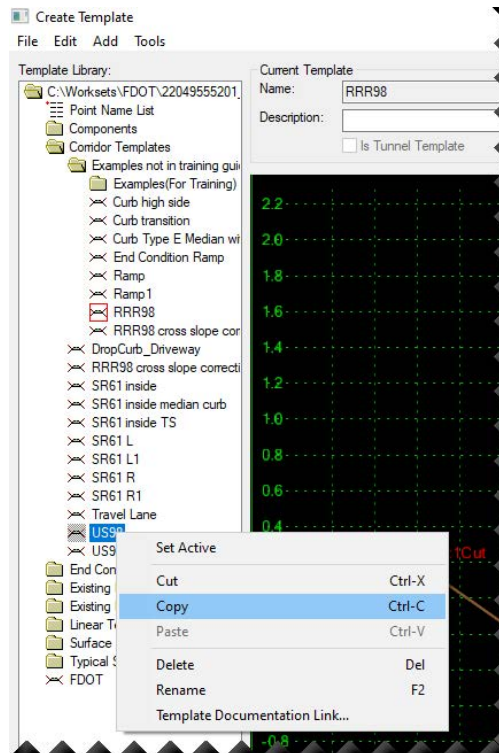 Create Template
File Edit Add Tools
Template Library:
C:\Worksets\FDOT\22049555201_
Point Name List
Components
Corridor Templates
Examples not in training gui
Examples(For Training)
Curb high side
Curb transition
Curb Type E Median wi
End Condition Ramp
Ramp
Ramp1
RRR98
RRR98 cross slope cor
DropCurb_Driveway
RRR98 cross slope correcti
SR61 inside
SR61 inside median curb
SR61 inside TS
SR61 L
SR61 L1
SR61 R
SR61 R1
Travel Lane
US98
US9
End Con
Existing
Existing
Linear Te
Surface
Typical S
FDOT
Current Template
Name: RRR98
Description:
Is Tunnel Template
2.2
2.0
1.8
1.6
1.4
1.2
1.0
0.8
0.6
0.4
tCut
-0.8
Set Active
Cut Ctrl-X
Copy Ctrl-C
Paste Ctrl-V
Delete Del
Rename F2
Template Documentation Link...